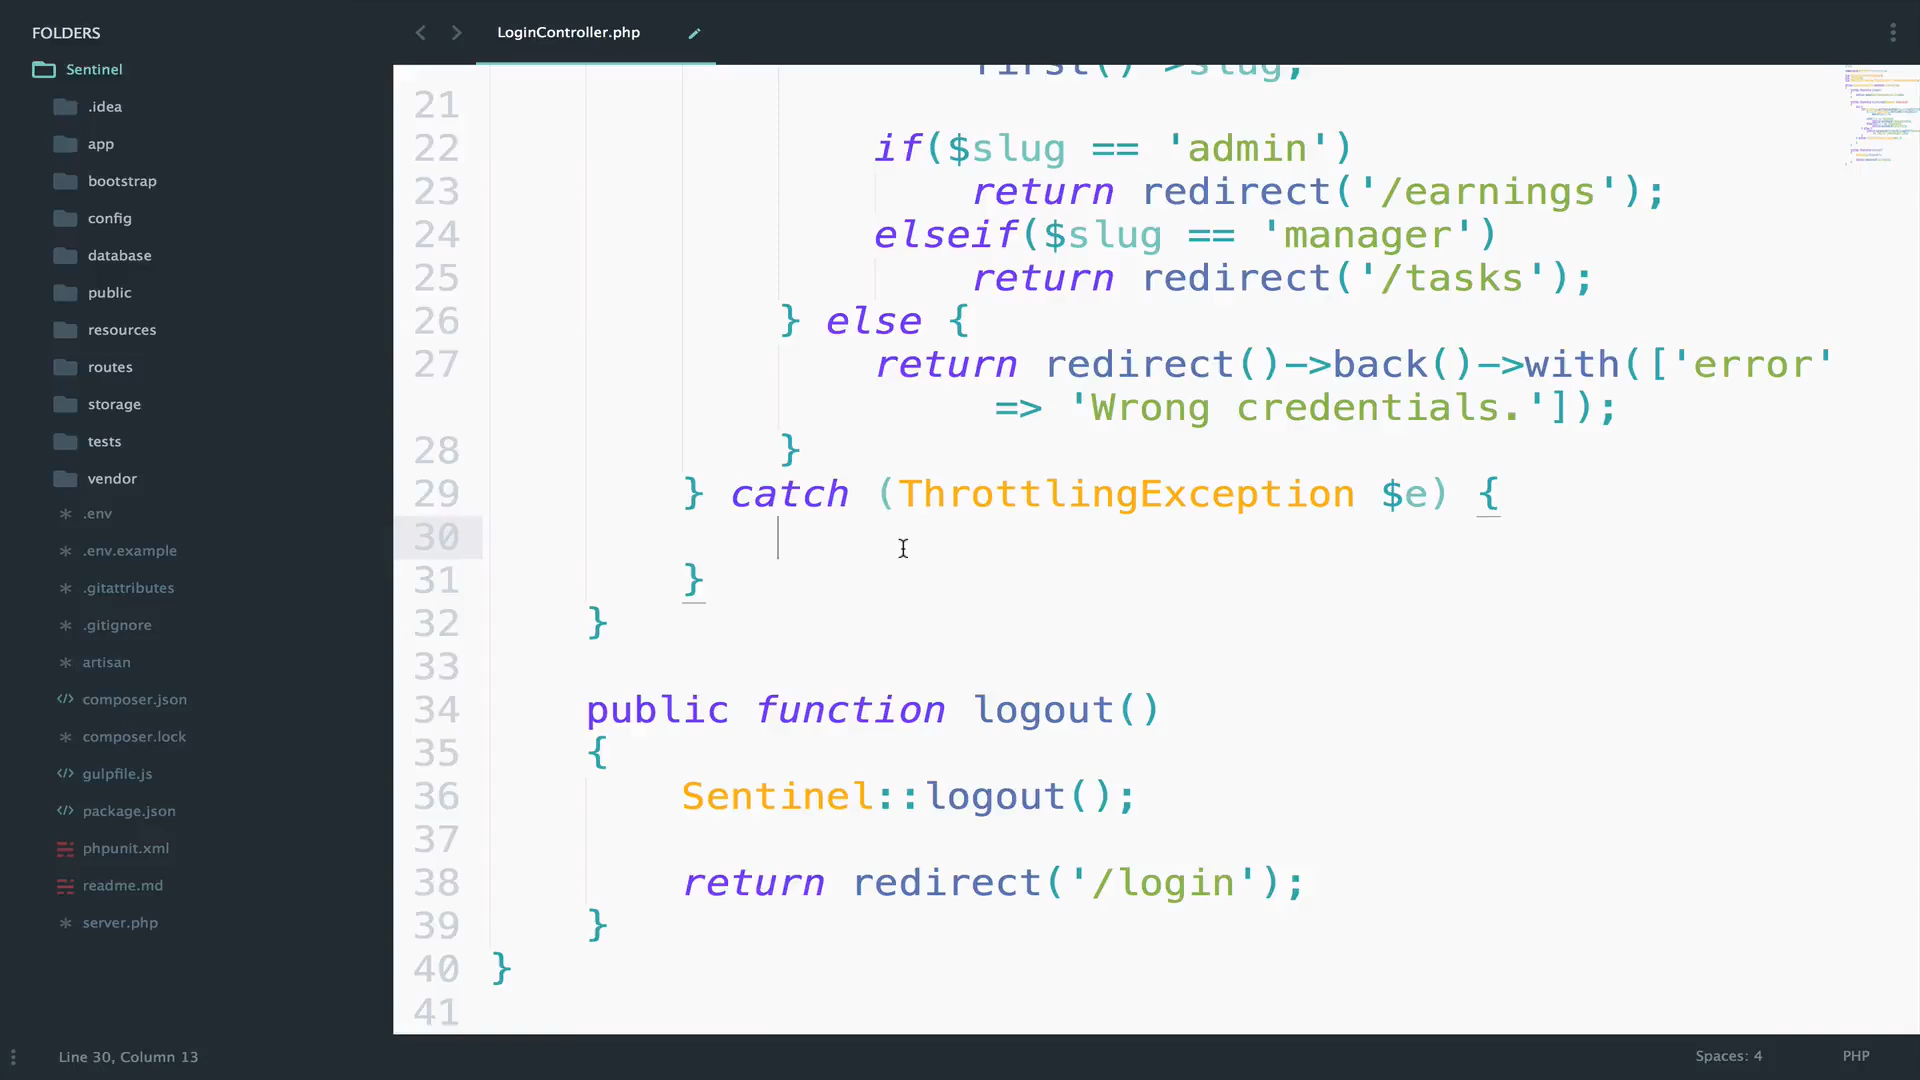 FOLDERS
Sentinel
.idea
app
bootstrap
config
database
public
resources
routes
storage
tests
vendor
.env
.env.example
.gitattributes
.gitignore
artisan
composer.json
composer.lock
gulpfile.js
package.json
phpunit.xml
readme.md
server.php
LoginController.php
first()->slug;
21
22 if($slug == 'admin')
23 return redirect('/earnings');
24 elseif($slug == 'manager')
25 return redirect('/tasks');
26 } else {
27 return redirect()->back()->with(['error'
=> 'Wrong credentials.']);
28 }
29 } catch (ThrottlingException $e) {
30
31 }
32 }
33
34 public function logout()
35 {
36 Sentinel::logout();
37
38 return redirect('/login');
39 }
40 }
41
Line 30, Column 13
Spaces: 4
PHP